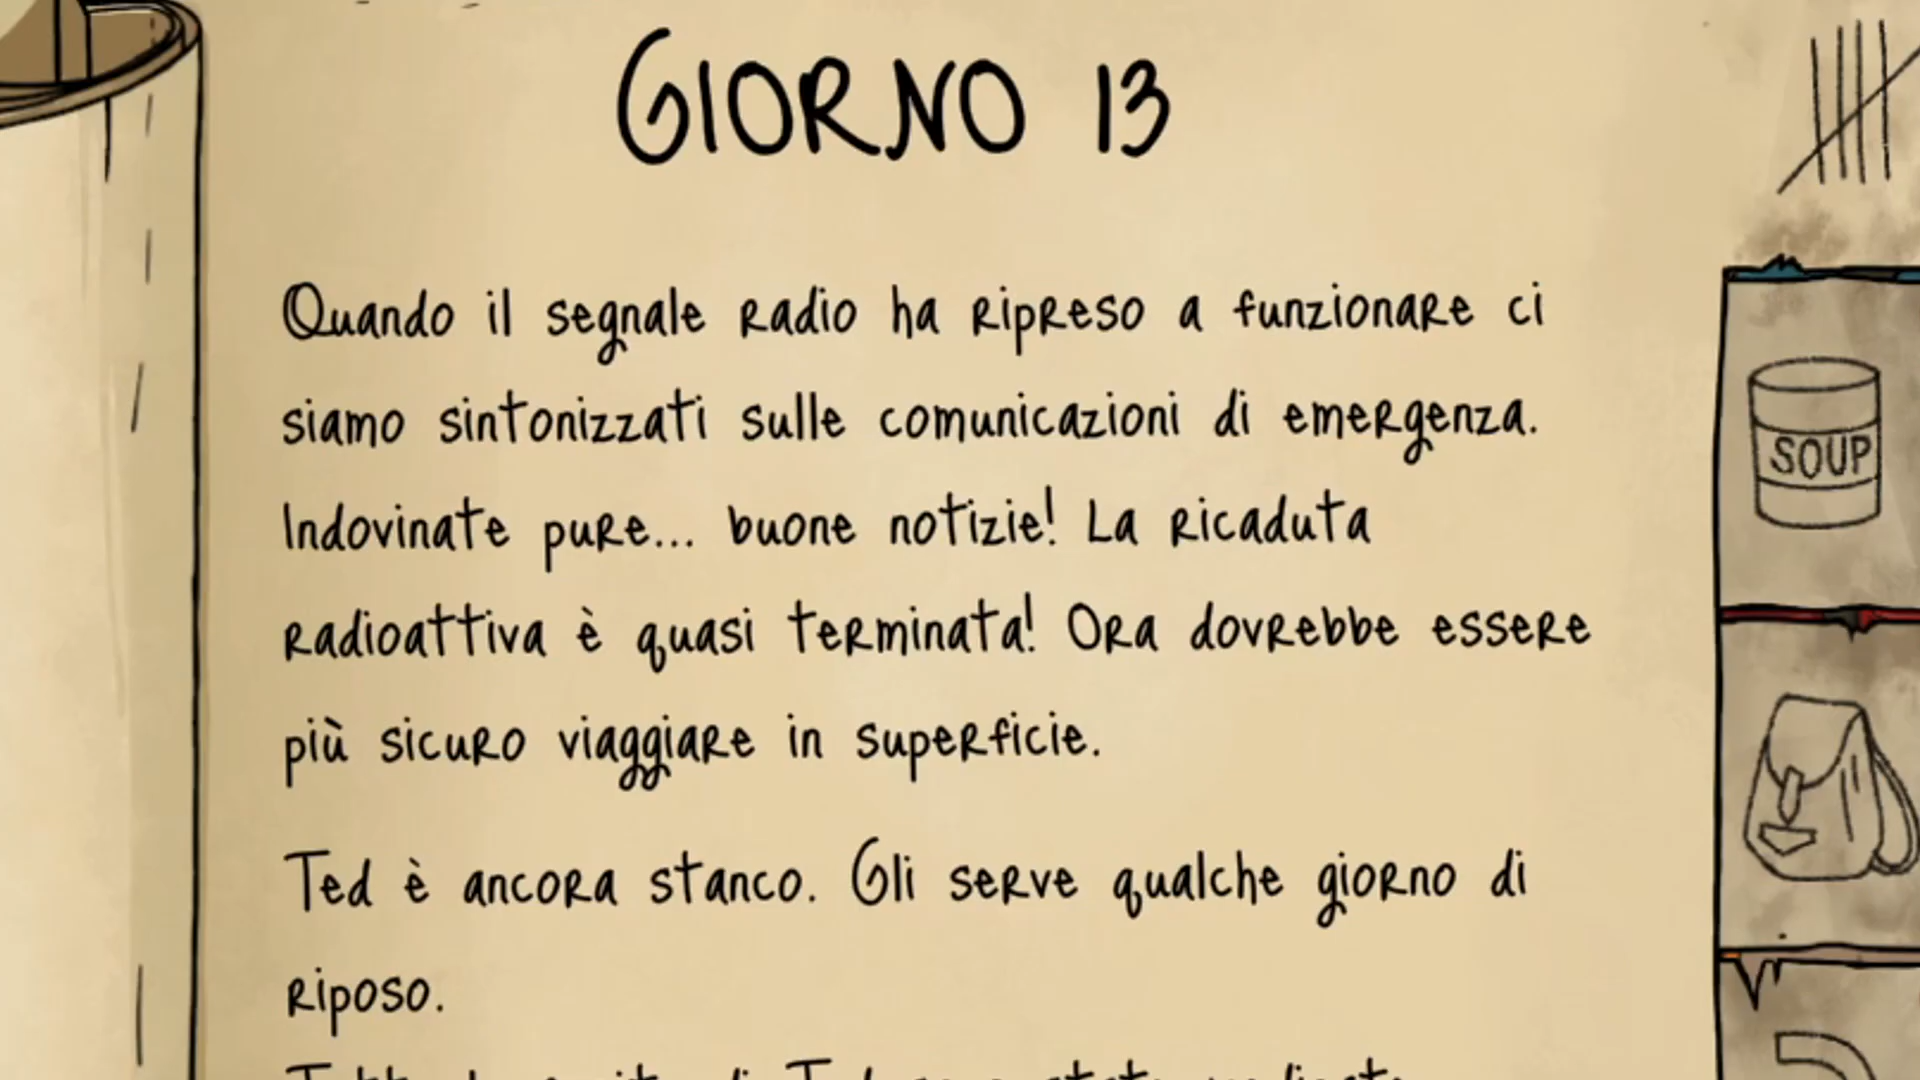 GIORNO 13
Quando il segnale radio ha ripreso a funzionare ci
siamo sintonizzati sulle comunicazioni di emergenza.
Indovinate pure... buone notizie! La ricaduta
radioattiva è quasi terminata! Ora dovrebbe essere
più sicuro viaggiare in superficie.
Ted è ancora stanco. Gli serve qualche giorno di
riposo.
SOUP